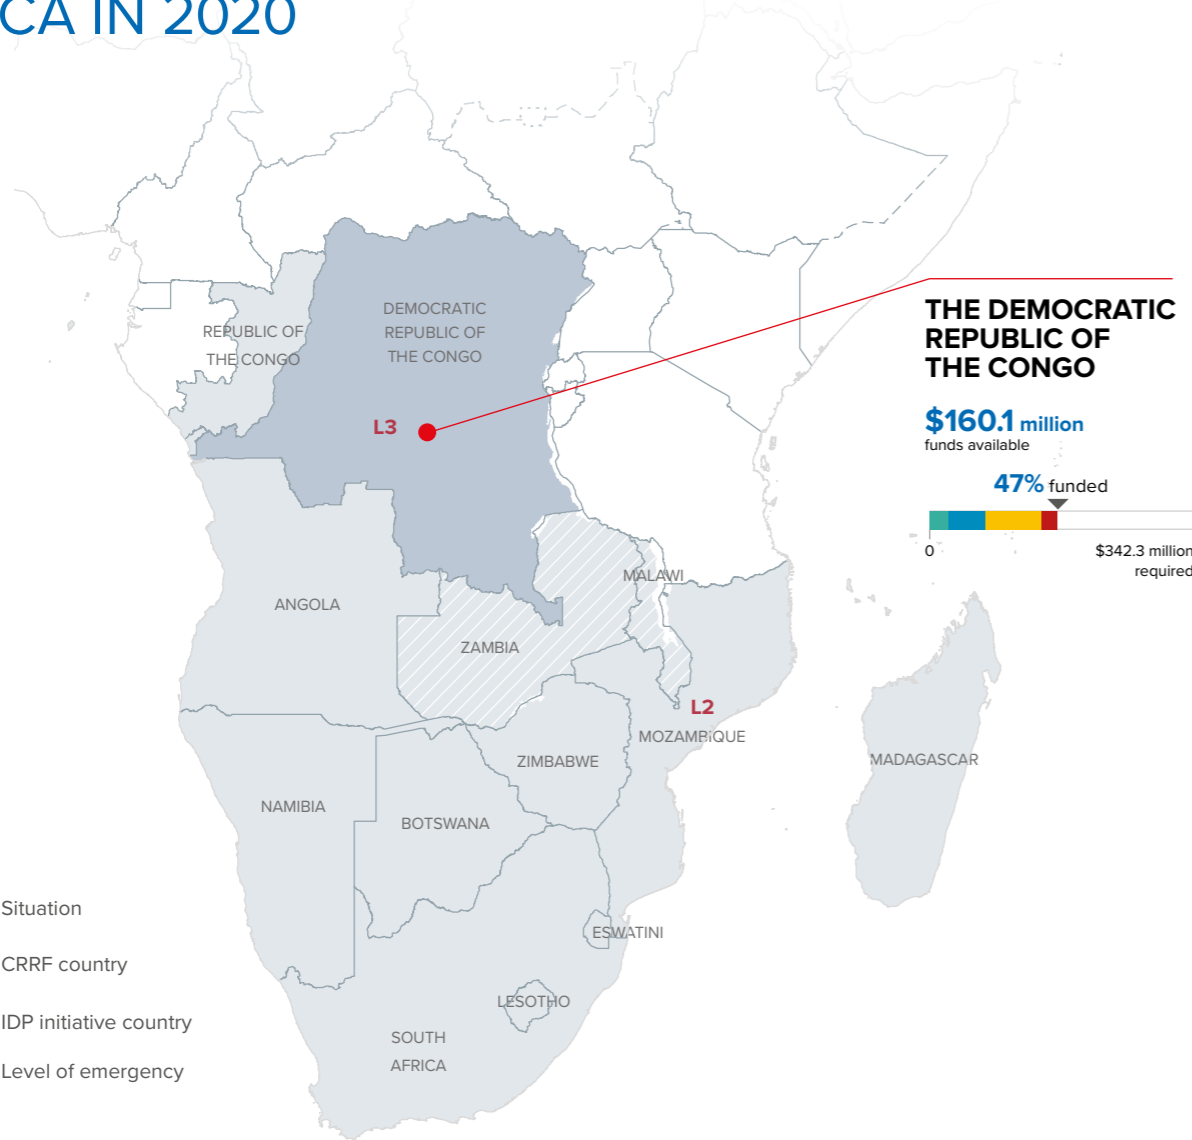 CA IN 2020
DEMOCRATIC
REPUBLIC OF
THE CONGO
REPUBLIC OF
THE CONGO
L3
THE DEMOCRATIC
REPUBLIC OF
THE CONGO
$160.1 million
funds available
47% funded
0
$342.3 million
required
MALAWI
ANGOLA
ZAMBIA
L2
MOZAMBIQUE
MADAGASCAR
ZIMBABWE
NAMIBIA
BOTSWANA
ESWATINI
LESOTHO
SOUTH
AFRICA
Situation
CRRF country
IDP initiative country
Level of emergency